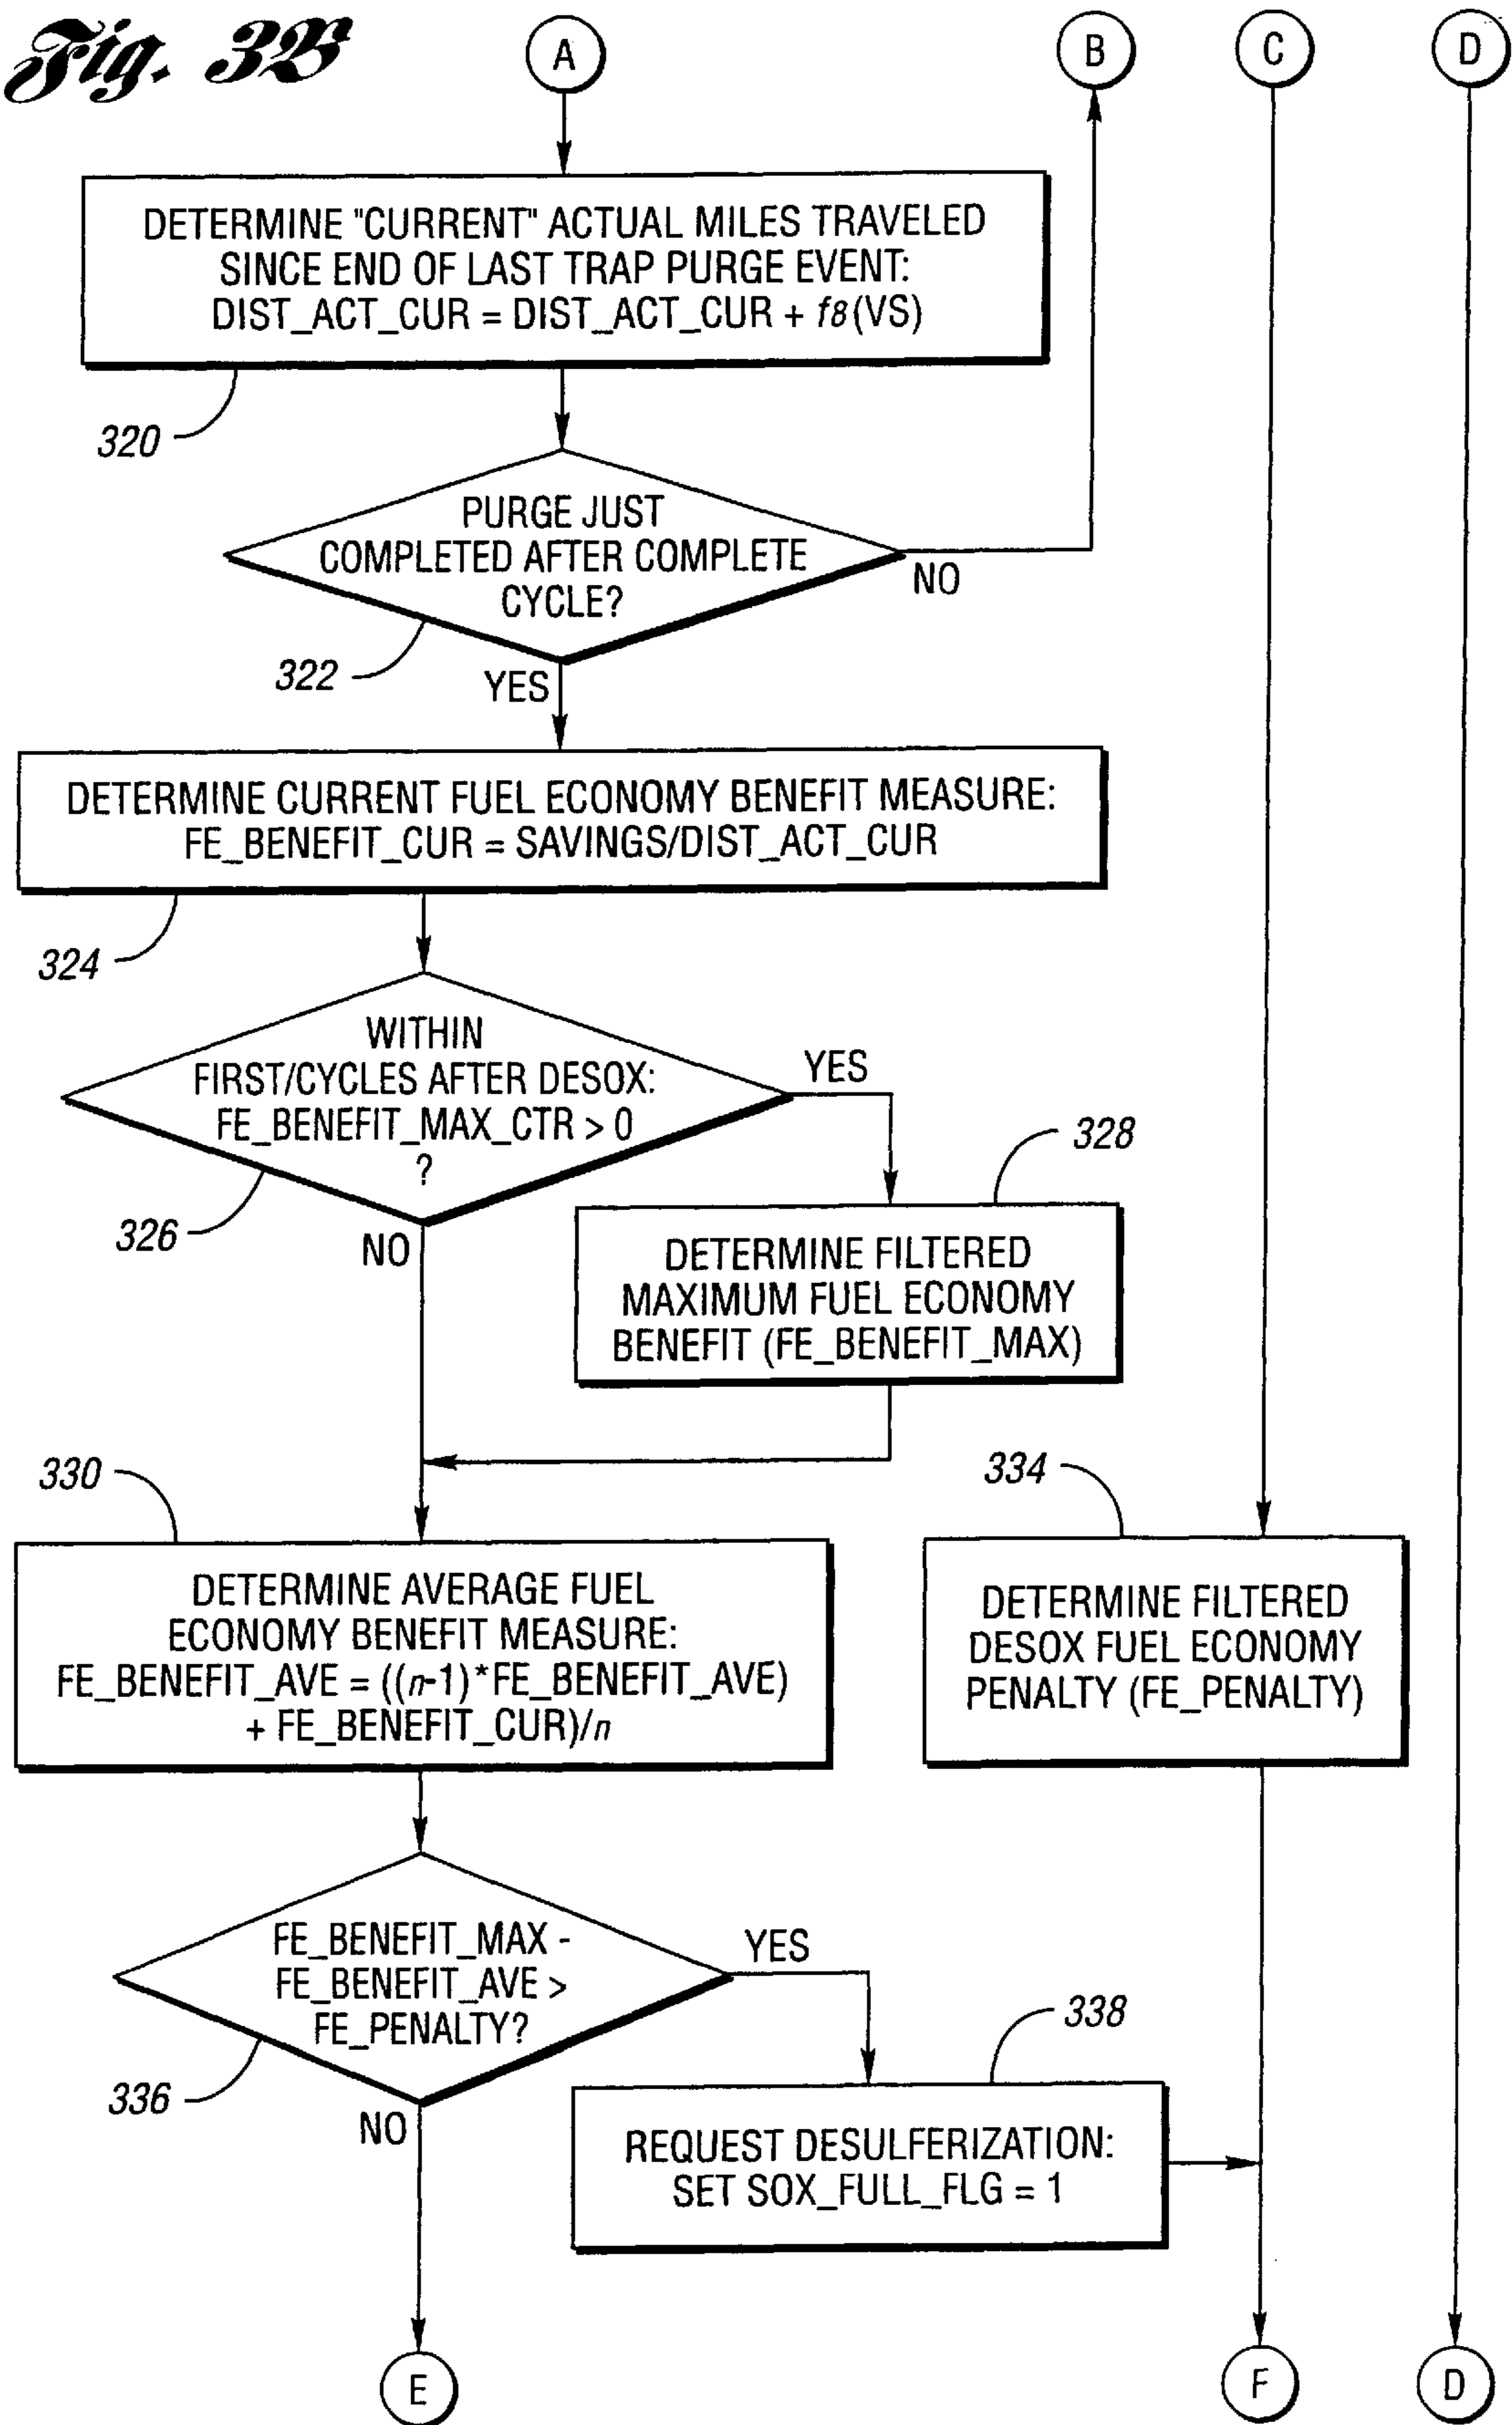 Fig. 3B
A
B
C
D
DETERMINE "CURRENT" ACTUAL MILES TRAVELED
SINCE END OF LAST TRAP PURGE EVENT:
DIST_ACT_CUR = DIST_ACT_CUR + f8(VS)
320
PURGE JUST
COMPLETED AFTER COMPLETE
CYCLE?
NO
322
YES
DETERMINE CURRENT FUEL ECONOMY BENEFIT MEASURE:
FE_BENEFIT_CUR = SAVINGS/DIST_ACT_CUR
324
WITHIN
FIRST/CYCLES AFTER DESOX:
FE_BENEFIT_MAX_CTR > 0
?
YES
326
NO
328
DETERMINE FILTERED
MAXIMUM FUEL ECONOMY
BENEFIT (FE_BENEFIT_MAX)
330
334
DETERMINE AVERAGE FUEL
ECONOMY BENEFIT MEASURE:
FE_BENEFIT_AVE = ((n-1)*FE_BENEFIT_AVE)
+ FE_BENEFIT_CUR)/n
DETERMINE FILTERED
DESOX FUEL ECONOMY
PENALTY (FE_PENALTY)
FE_BENEFIT_MAX -
FE_BENEFIT_AVE >
FE_PENALTY?
YES
336
NO
338
REQUEST DESULFERIZATION:
SET SOX_FULL_FLG = 1
E
F
D